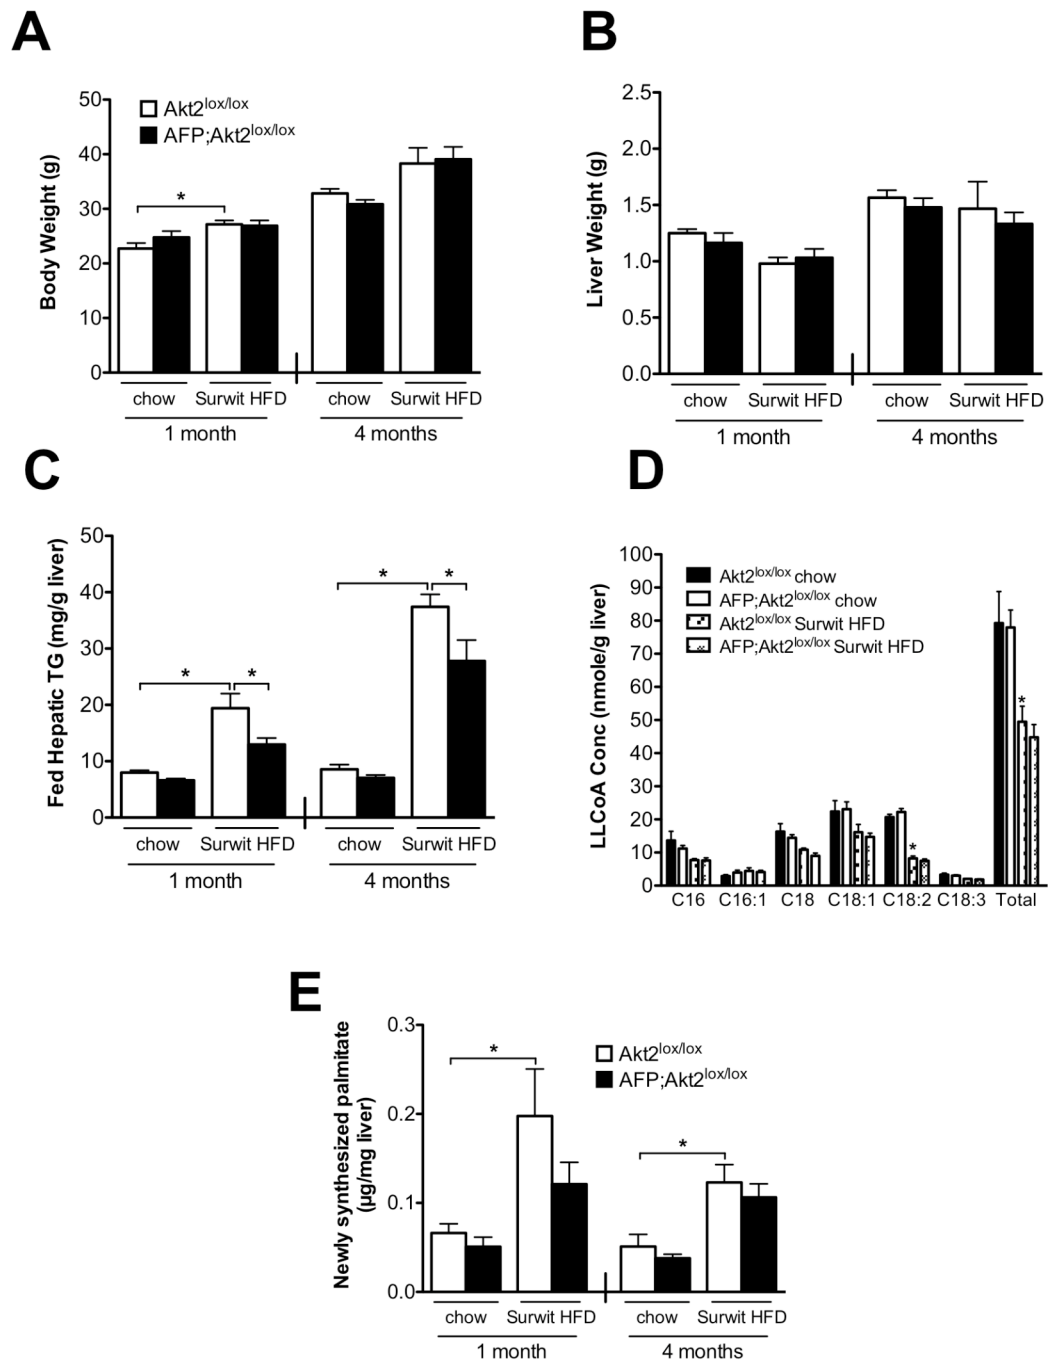 A
Body Weight (g)
50
40
30
20
10
0
Akt2lox/lox
AFP;Akt2lox/lox
*
chow
Surwit HFD
chow
Surwit HFD
1 month
4 months
B
Liver Weight (g)
2.5
2.0
1.5
1.0
0.5
0.0
chow
Surwit HFD
chow
Surwit HFD
1 month
4 months
C
Fed Hepatic TG (mg/g liver)
50
40
30
20
10
0
*
*
*
*
chow
Surwit HFD
chow
Surwit HFD
1 month
4 months
D
LLCoA Conc (nmole/g liver)
100
90
80
70
60
50
40
30
20
10
0
Akt2lox/lox chow
AFP;Akt2lox/lox chow
Akt2lox/lox Surwit HFD
AFP;Akt2lox/lox Surwit HFD
*
*
C16
C16:1
C18
C18:1
C18:2
C18:3
Total
E
Newly synthesized palmitate
(µg/mg liver)
0.3
0.2
0.1
0.0
Akt2lox/lox
AFP;Akt2lox/lox
*
*
chow
Surwit HFD
chow
Surwit HFD
1 month
4 months